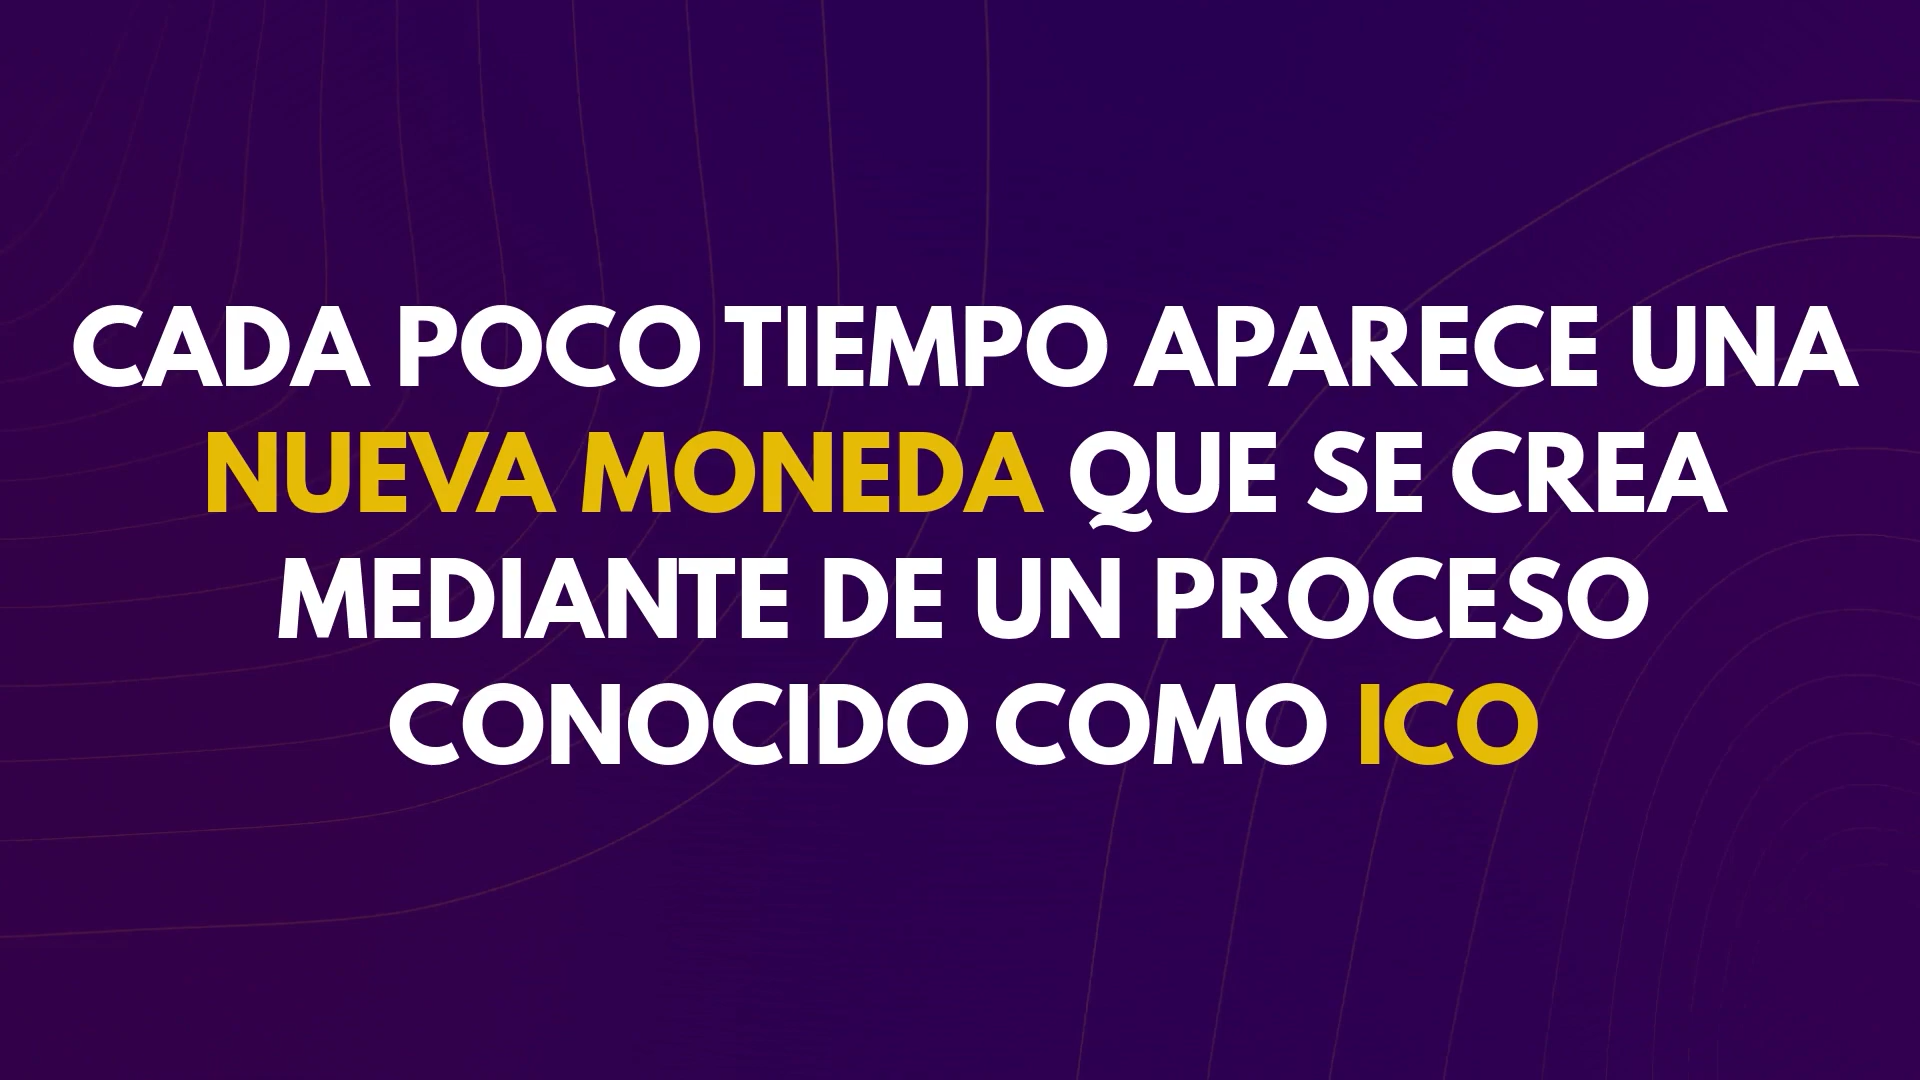 CADA POCO TIEMPO APARECE UNA
NUEVA MONEDA QUE SE CREA
MEDIANTE DE UN PROCESO
CONOCIDO COMO ICO